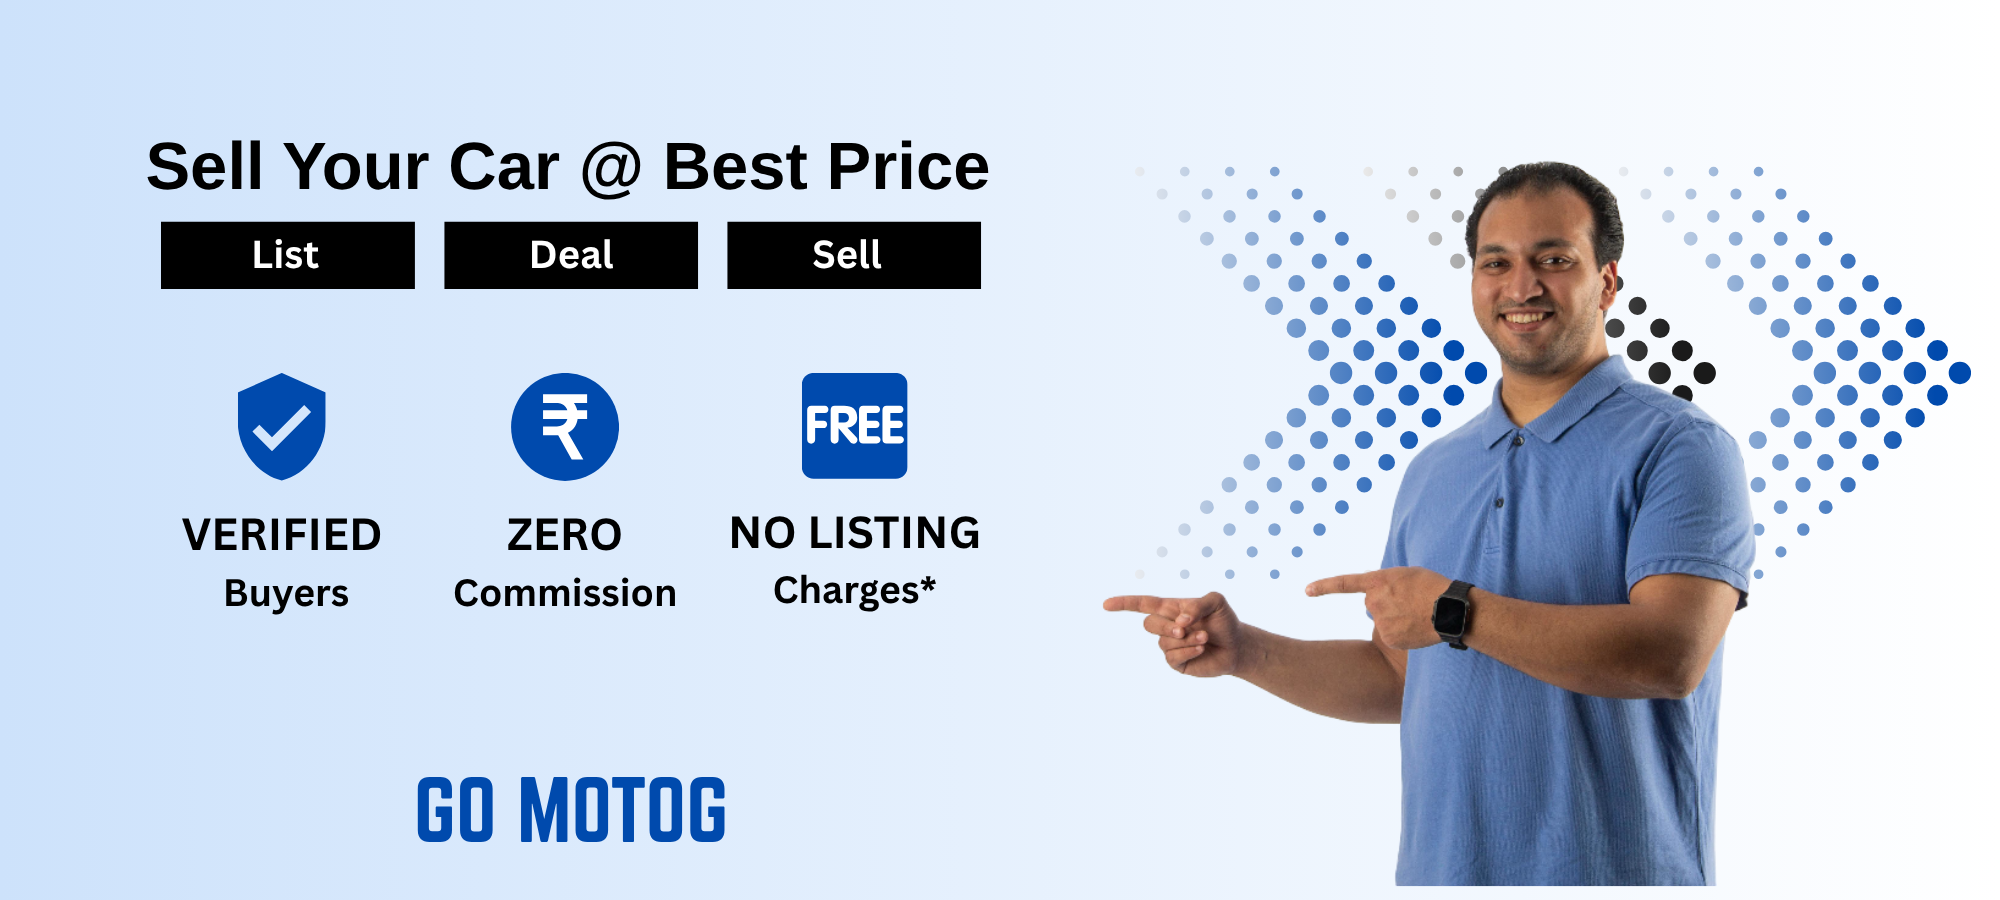 Sell Your Car @ Best Price
List
Deal
Sell
₹
FREE
VERIFIED
Buyers
ZERO
Commission
NO LISTING
Charges*
GO MOTOG